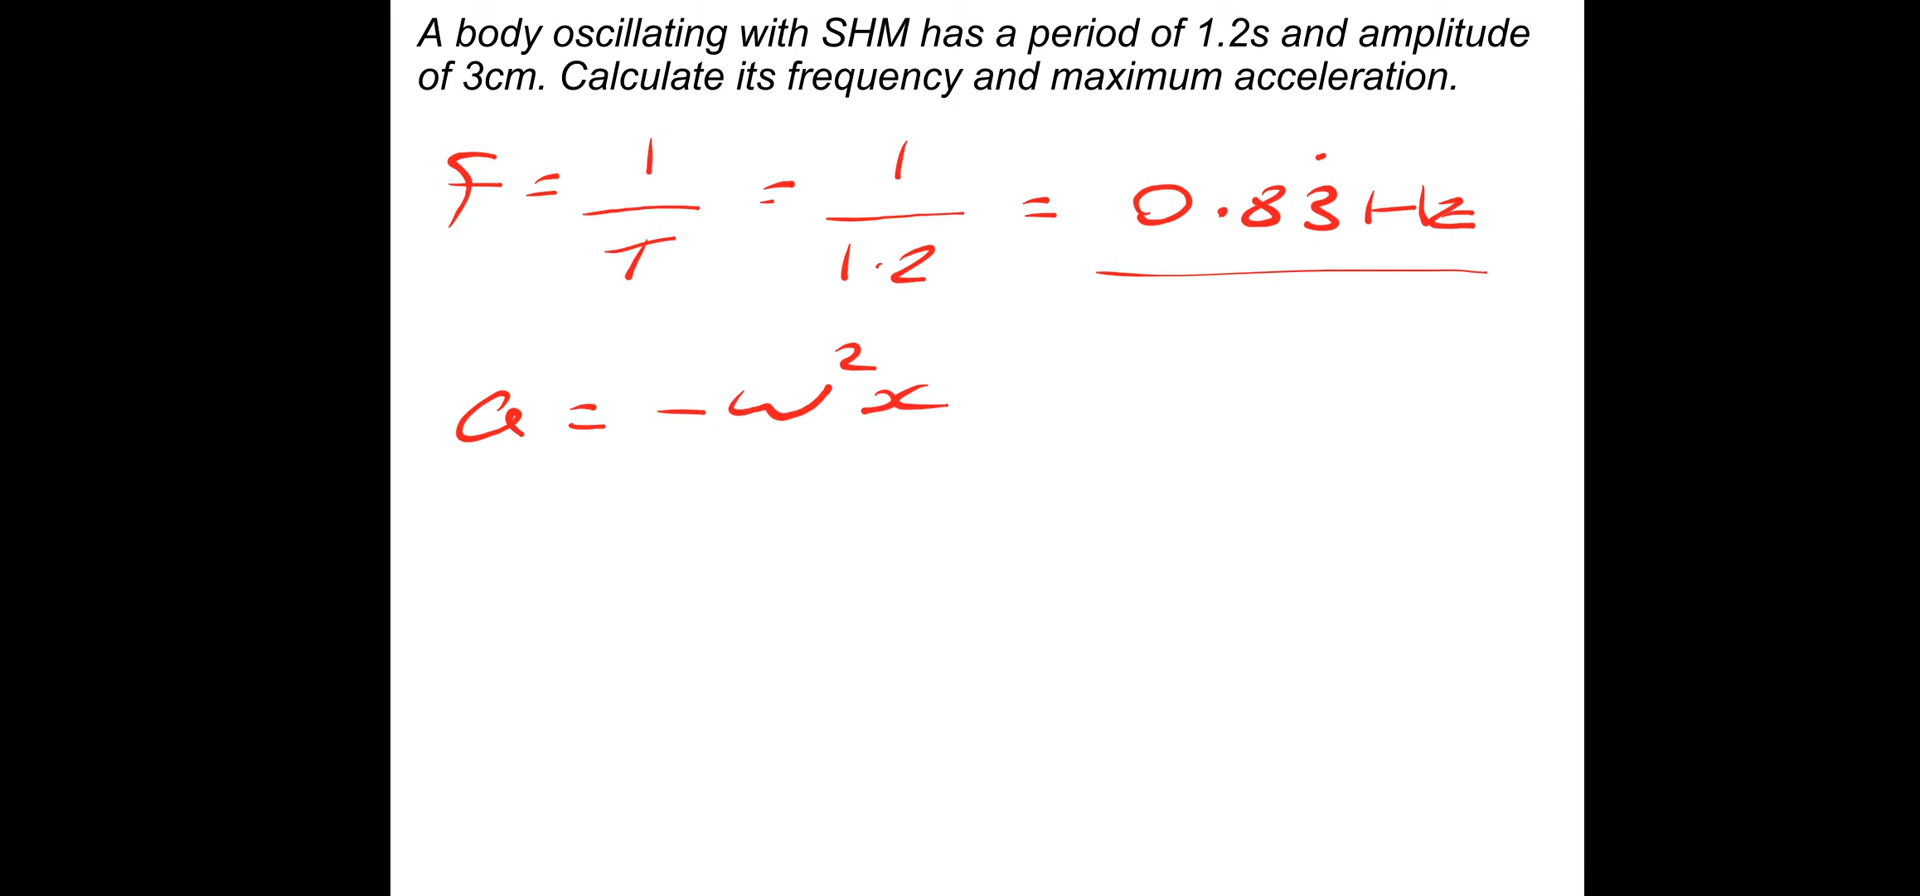 A body oscillating with SHM has a period of 1.2s and amplitude
of 3cm. Calculate its frequency and maximum acceleration.
f = 1/T = 1/1.2 = 0.83̇ Hz
a = -ω²x